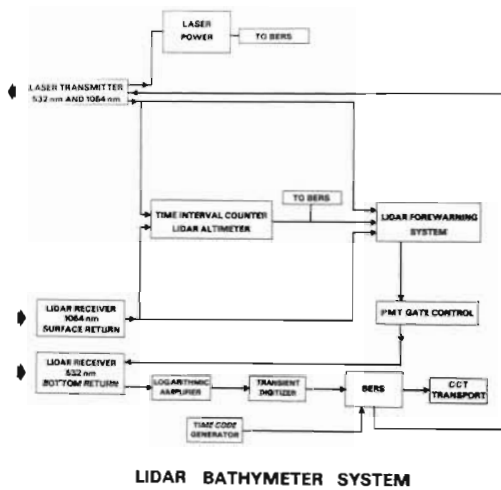 LASER
POWER
TO BERS
LASER TRANSMITTER
532 nm AND 1064 nm
TO BERS
TIME INTERVAL COUNTER
LIDAR ALTIMETER
LIDAR FOREWARNING
SYSTEM
LIDAR RECEIVER
1064 nm
SURFACE RETURN
PMT GATE CONTROL
LIDAR RECEIVER
532 nm
BOTTOM RETURN
LOGARITHMIC
AMPLIFIER
TRANSIENT
DIGITIZER
BERS
CCT
TRANSPORT
TIME CODE
GENERATOR
LIDAR BATHYMETER SYSTEM